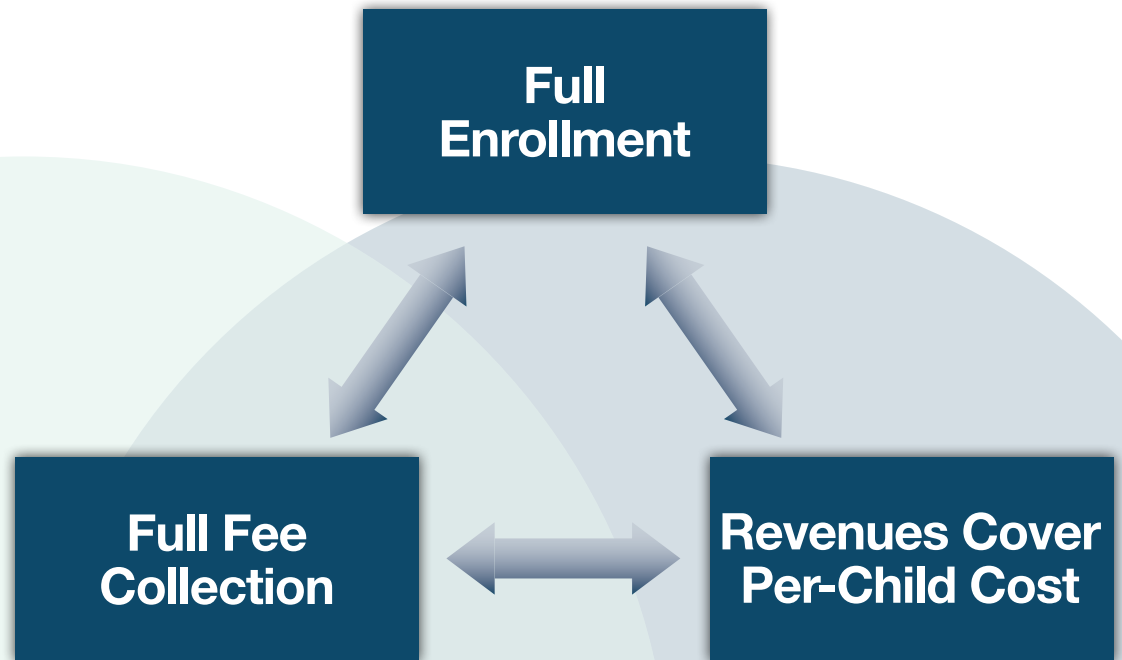 Full
Enrollment
Full Fee
Collection
Revenues Cover
Per-Child Cost